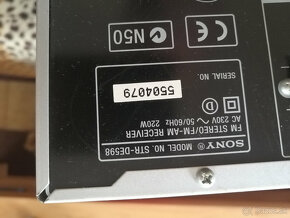 SONY®
MODEL NO. STR-DE598
FM STEREO/FM-AM RECEIVER
AC 230V ~ 50/60Hz 220W
D
SERIAL NO.
5504079
N50
CE